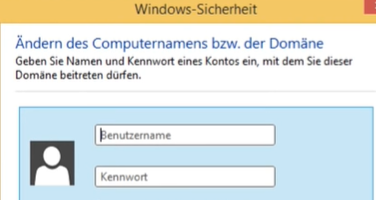 Windows-Sicherheit
Ändern des Computernamens bzw. der Domäne
Geben Sie Namen und Kennwort eines Kontos ein, mit dem Sie dieser
Domäne beitreten dürfen.
Benutzername
Kennwort